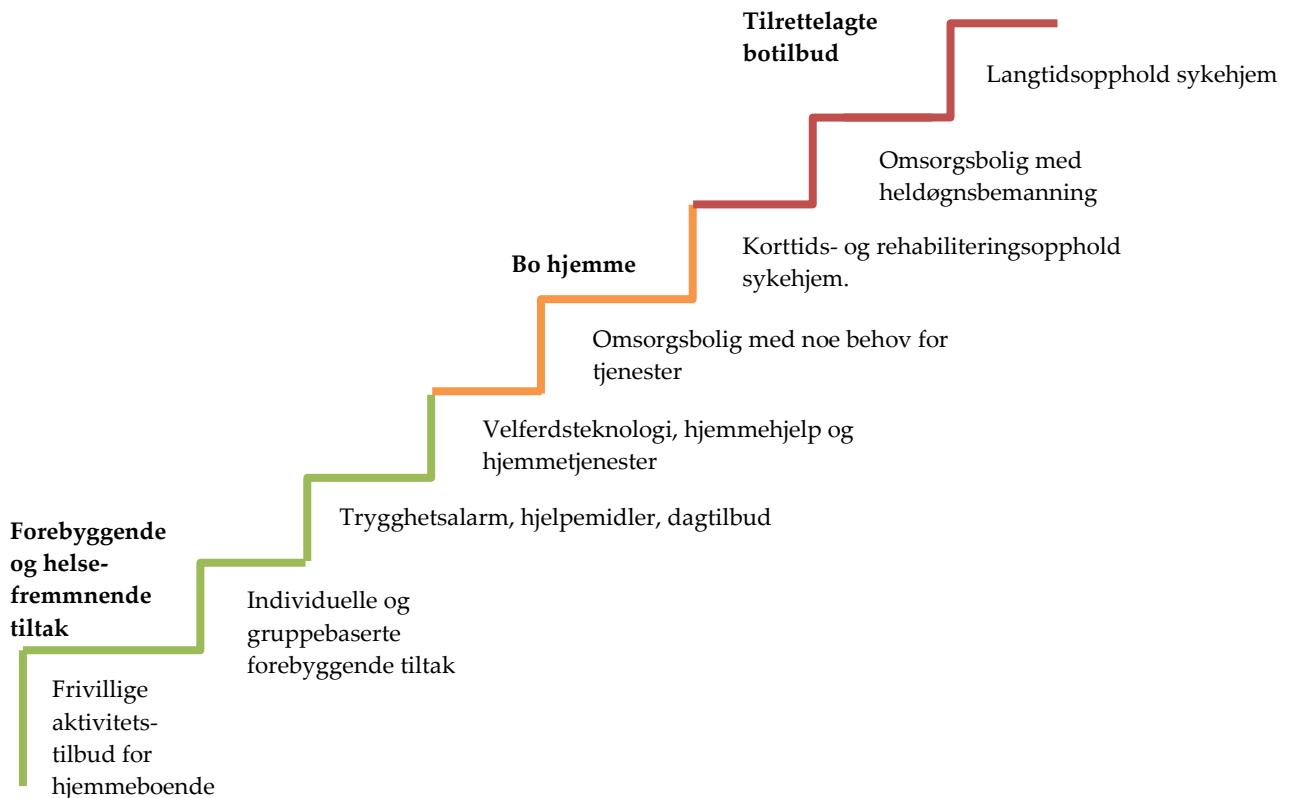 Tilrettelagte
botilbud
Langtidsopphold sykehjem
Omsorgsbolig med
heldøgnsbemanning
Korttids- og rehabiliteringsopphold
sykehjem.
Bo hjemme
Omsorgsbolig med noe behov for
tjenester
Velferdsteknologi, hjemmehjelp og
hjemmetjenester
Trygghetsalarm, hjelpemidler, dagtilbud
Forebyggende
og helse-
fremmnende
tiltak
Individuelle og
gruppebaserte
forebyggende tiltak
Frivillige
aktivitets-
tilbud for
hjemmeboende